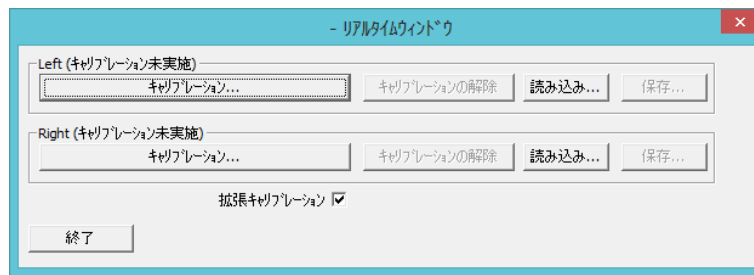 - リアルタイムウィンドウ
Left (キャリブレーション未実施)
キャリブレーション... キャリブレーションの解除 読み込み... 保存...
Right (キャリブレーション未実施)
キャリブレーション... キャリブレーションの解除 読み込み... 保存...
拡張キャリブレーション
終了